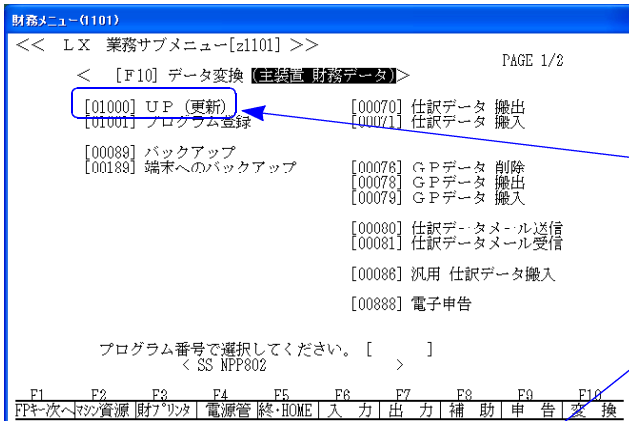 財務メニュー(1101)
<< ＬＸ 業務サブメニュー[z1101] >>
PAGE 1/2
< [Ｆ10] データ変換 (主装置 財務データ)>
[01000] ＵＰ (更新)
[00070] 仕訳データ 搬出
[01001] プログラム登録
[00071] 仕訳データ 搬入
[00089] バックアップ
[00189] 端末へのバックアップ
[00076] ＧＰデータ 削除
[00078] ＧＰデータ 搬出
[00079] ＧＰデータ 搬入
[00080] 仕訳データメール送信
[00081] 仕訳データメール受信
[00086] 汎用 仕訳データ搬入
[00888] 電子申告
プログラム番号で選択してください。 [ ]
< SS NPP802 >
F1 F2 F3 F4 F5 F6 F7 F8 F9 F10
FPｷｰ次へ ﾏｼﾝ資源 財ﾌﾟﾘﾝﾀ 電源管 終･HOME 入 力 出 力 補 助 申 告 変 換